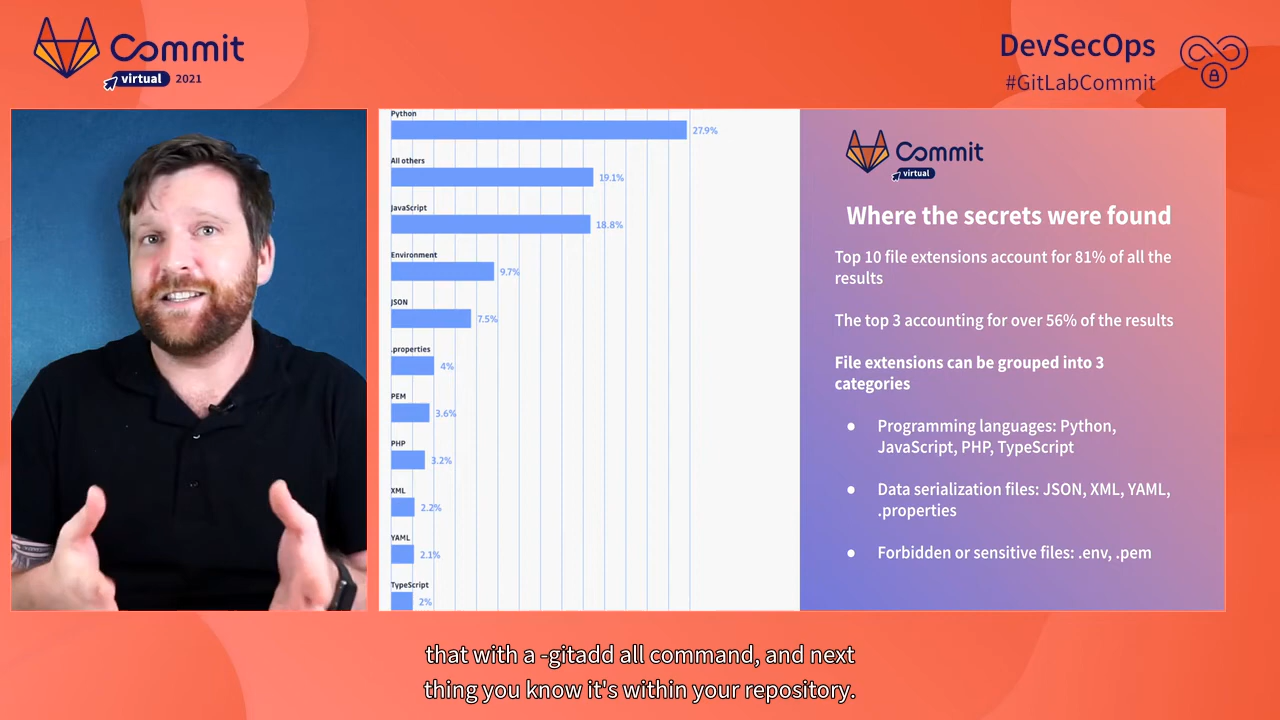 Commit
virtual 2021
DevSecOps
#GitLabCommit
Python
27.9%
All others
19.1%
JavaScript
18.8%
Environment
9.7%
JSON
7.5%
.properties
4%
PEM
3.6%
PHP
3.2%
XML
2.2%
YAML
2.1%
TypeScript
2%
Commit
virtual
Where the secrets were found
Top 10 file extensions account for 81% of all the
results
The top 3 accounting for over 56% of the results
File extensions can be grouped into 3
categories
● Programming languages: Python,
JavaScript, PHP, TypeScript
● Data serialization files: JSON, XML, YAML,
.properties
● Forbidden or sensitive files: .env, .pem
that with a -gitadd all command, and next
thing you know it's within your repository.